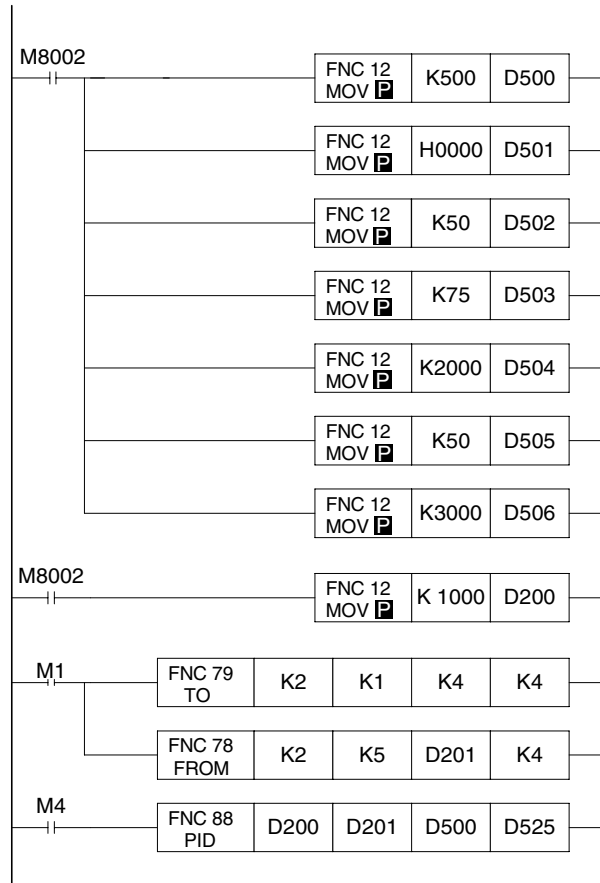 M8002
FNC 12
MOV P
K500
D500
FNC 12
MOV P
H0000
D501
FNC 12
MOV P
K50
D502
FNC 12
MOV P
K75
D503
FNC 12
MOV P
K2000
D504
FNC 12
MOV P
K50
D505
FNC 12
MOV P
K3000
D506
M8002
FNC 12
MOV P
K 1000
D200
M1
FNC 79
TO
K2
K1
K4
K4
FNC 78
FROM
K2
K5
D201
K4
M4
FNC 88
PID
D200
D201
D500
D525